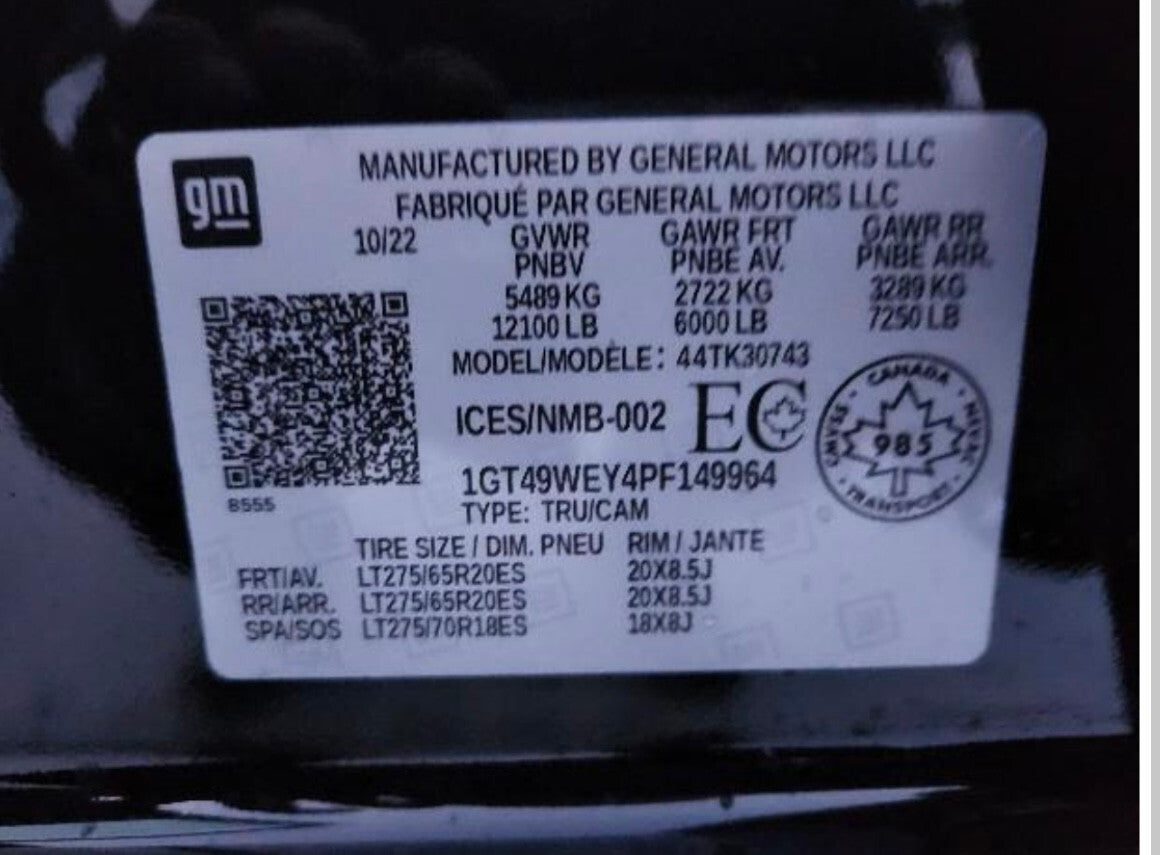 gm
MANUFACTURED BY GENERAL MOTORS LLC
FABRIQUÉ PAR GENERAL MOTORS LLC
10/22 GVWR GAWR FRT GAWR RR
PNBV PNBE AV. PNBE ARR.
5489 KG 2722 KG 3289 KG
12100 LB 6000 LB 7250 LB
MODEL/MODÈLE: 44TK30743
ICES/NMB-002 EC
1GT49WEY4PF149964
TYPE: TRU/CAM
8555
CANADA
985
TRANSPORT
TIRE SIZE / DIM. PNEU RIM / JANTE
FRT/AV. LT275/65R20ES 20X8.5J
RR/ARR. LT275/65R20ES 20X8.5J
SPA/SOS LT275/70R18ES 18X8J